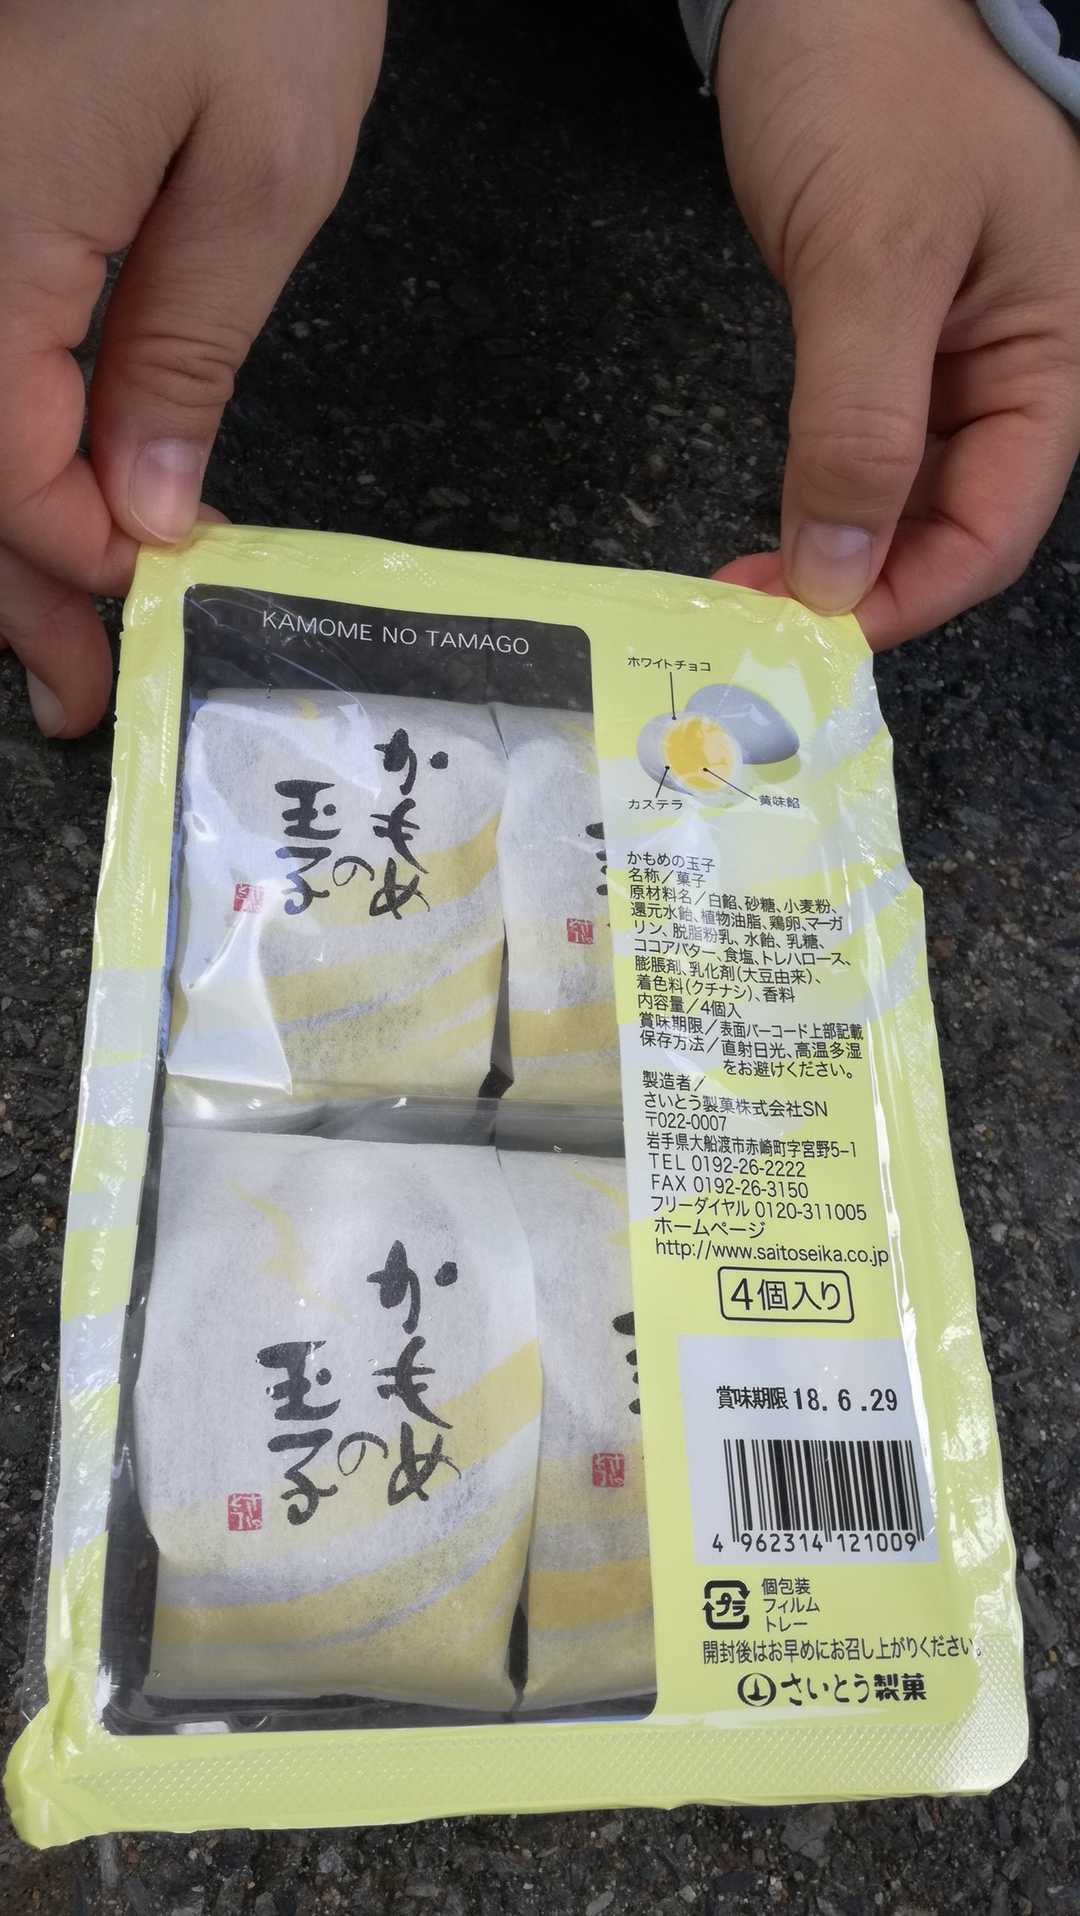 KAMOME NO TAMAGO
かもめの
玉子
かもめの
玉子
ホワイトチョコ
カステラ
黄味餡
かもめの玉子
名称／菓子
原材料名／白餡、砂糖、小麦粉、
還元水飴、植物油脂、鶏卵、マーガ
リン、脱脂粉乳、水飴、乳糖、
ココアバター、食塩、トレハロース、
膨脹剤、乳化剤(大豆由来)、
着色料(クチナシ)、香料
内容量／4個入
賞味期限／表面バーコード上部記載
保存方法／直射日光、高温多湿
をお避けください。
製造者／
さいとう製菓株式会社SN
〒022-0007
岩手県大船渡市赤崎町字宮野5-1
TEL 0192-26-2222
FAX 0192-26-3150
フリーダイヤル 0120-311005
ホームページ
http://www.saitoseika.co.jp
4個入り
賞味期限 18.6.29
4 962314 121009
プラ
個包装
フィルム
トレー
開封後はお早めにお召し上がりください。
さいとう製菓